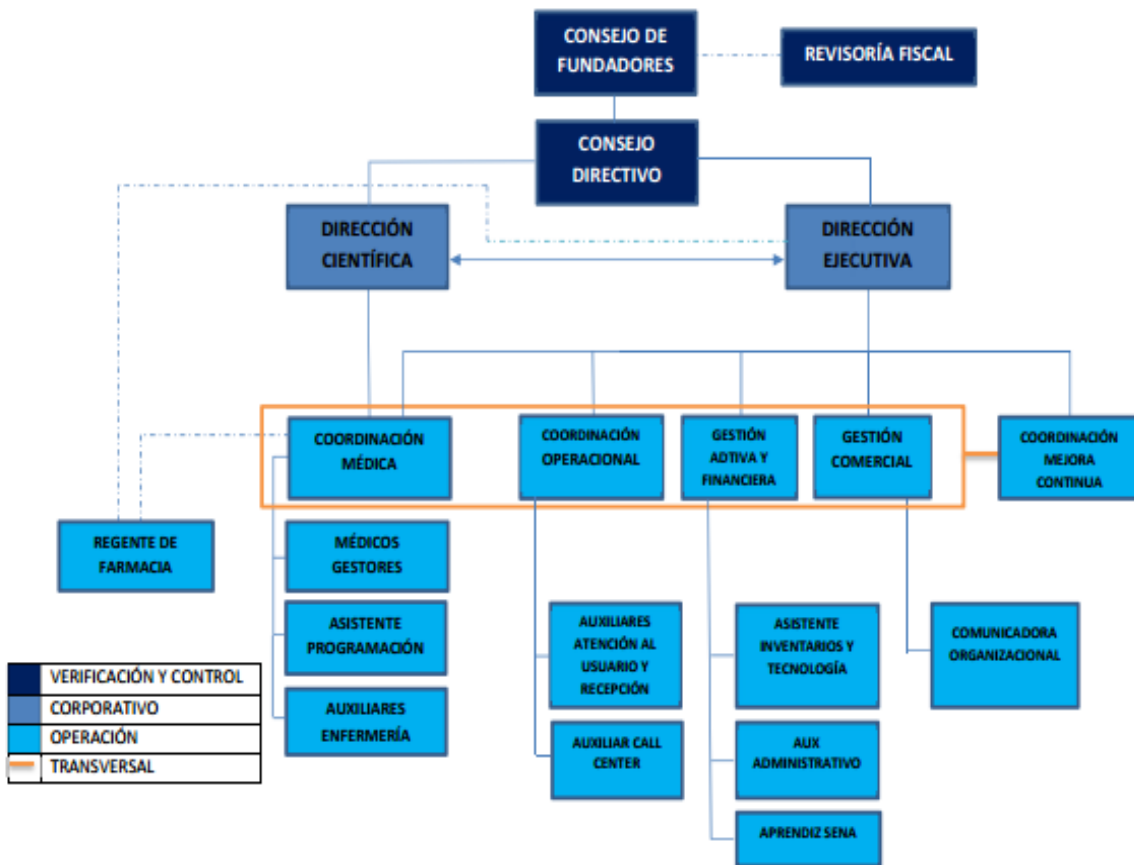 CONSEJO DE
FUNDADORES
REVISORÍA FISCAL
CONSEJO
DIRECTIVO
DIRECCIÓN
CIENTÍFICA
DIRECCIÓN
EJECUTIVA
COORDINACIÓN
MÉDICA
COORDINACIÓN
OPERACIONAL
GESTIÓN
ADTIVA Y
FINANCIERA
GESTIÓN
COMERCIAL
COORDINACIÓN
MEJORA
CONTINUA
REGENTE DE
FARMACIA
MÉDICOS
GESTORES
ASISTENTE
PROGRAMACIÓN
AUXILIARES
ENFERMERÍA
AUXILIARES
ATENCIÓN AL
USUARIO Y
RECEPCIÓN
AUXILIAR CALL
CENTER
ASISTENTE
INVENTARIOS Y
TECNOLOGÍA
AUX
ADMINISTRATIVO
APRENDIZ SENA
COMUNICADORA
ORGANIZACIONAL
VERIFICACIÓN Y CONTROL
CORPORATIVO
OPERACIÓN
TRANSVERSAL